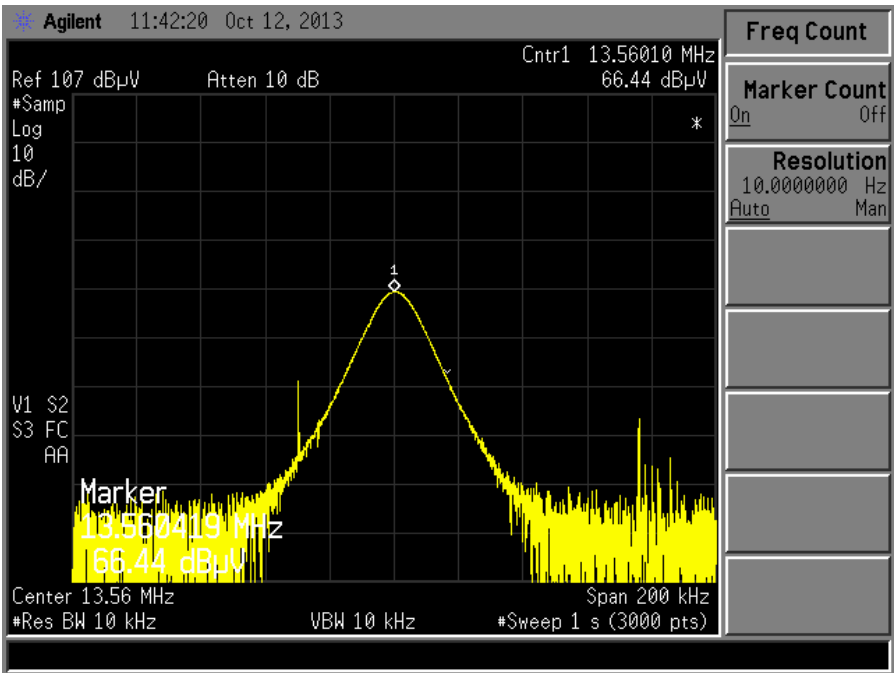 Agilent 11:42:20 Oct 12, 2013
Freq Count
Cntr1 13.56010 MHz
Ref 107 dBµV Atten 10 dB 66.44 dBµV
#Samp
Log
10
dB/
*
1
Marker Count
On Off
Resolution
10.0000000 Hz
Auto Man
V1 S2
S3 FC
AA
Marker
13.560419 MHz
66.44 dBµV
Center 13.56 MHz Span 200 kHz
#Res BW 10 kHz VBW 10 kHz #Sweep 1 s (3000 pts)